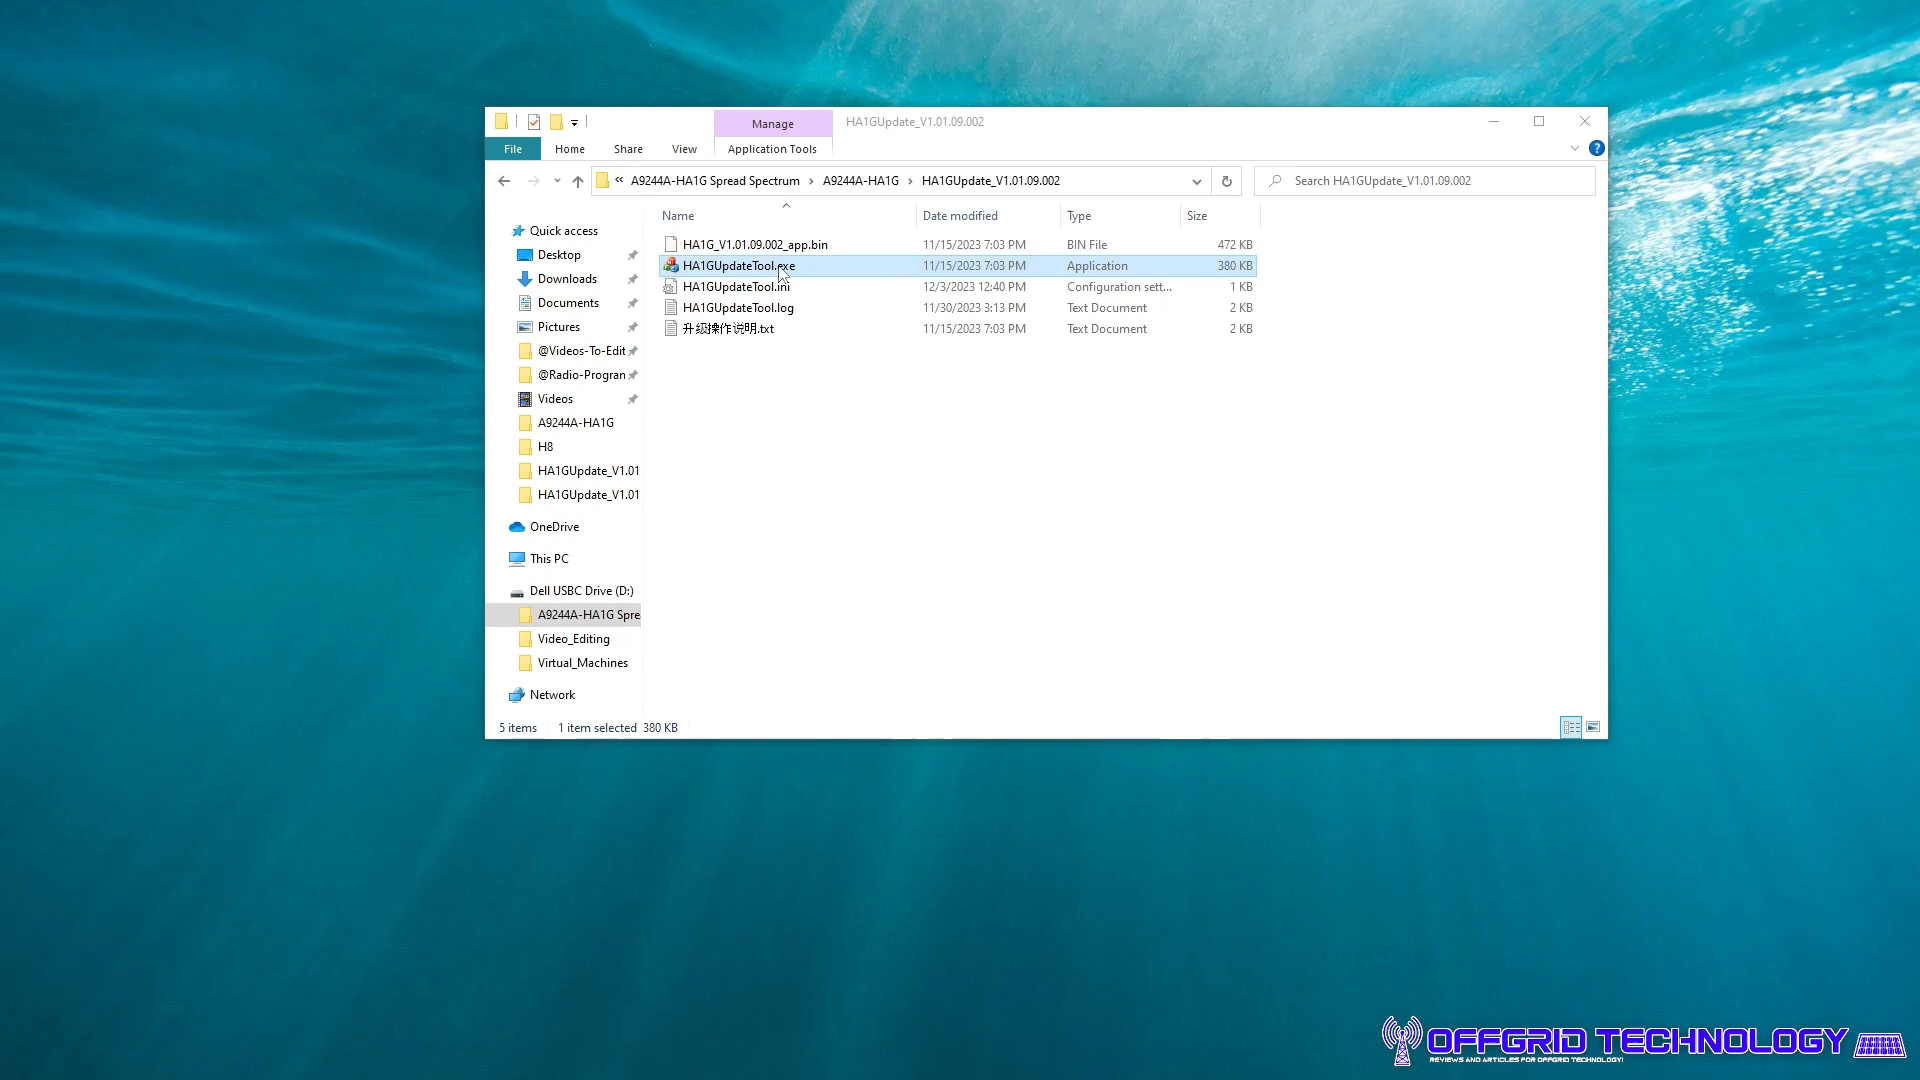 Manage
HA1GUpdate_V1.01.09.002
File
Home
Share
View
Application Tools
?
« A9244A-HA1G Spread Spectrum › A9244A-HA1G › HA1GUpdate_V1.01.09.002
Search HA1GUpdate_V1.01.09.002
Name
Date modified
Type
Size
HA1G_V1.01.09.002_app.bin 11/15/2023 7:03 PM BIN File 472 KB
HA1GUpdateTool.exe 11/15/2023 7:03 PM Application 380 KB
HA1GUpdateTool.ini 12/3/2023 12:40 PM Configuration sett... 1 KB
HA1GUpdateTool.log 11/30/2023 3:13 PM Text Document 2 KB
升级操作说明.txt 11/15/2023 7:03 PM Text Document 2 KB
Quick access
Desktop
Downloads
Documents
Pictures
@Videos-To-Edit
@Radio-Progran
Videos
A9244A-HA1G
H8
HA1GUpdate_V1.01
HA1GUpdate_V1.01
OneDrive
This PC
Dell USBC Drive (D:)
A9244A-HA1G Spre
Video_Editing
Virtual_Machines
Network
5 items
1 item selected 380 KB
OFFGRID TECHNOLOGY
REVIEWS AND ARTICLES FOR OFFGRID TECHNOLOGY!